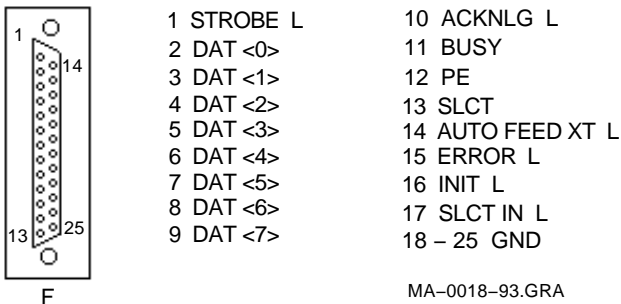 1
14
13
25
F
1 STROBE L
2 DAT <0>
3 DAT <1>
4 DAT <2>
5 DAT <3>
6 DAT <4>
7 DAT <5>
8 DAT <6>
9 DAT <7>
10 ACKNLG L
11 BUSY
12 PE
13 SLCT
14 AUTO FEED XT L
15 ERROR L
16 INIT L
17 SLCT IN L
18 – 25 GND
MA–0018–93.GRA